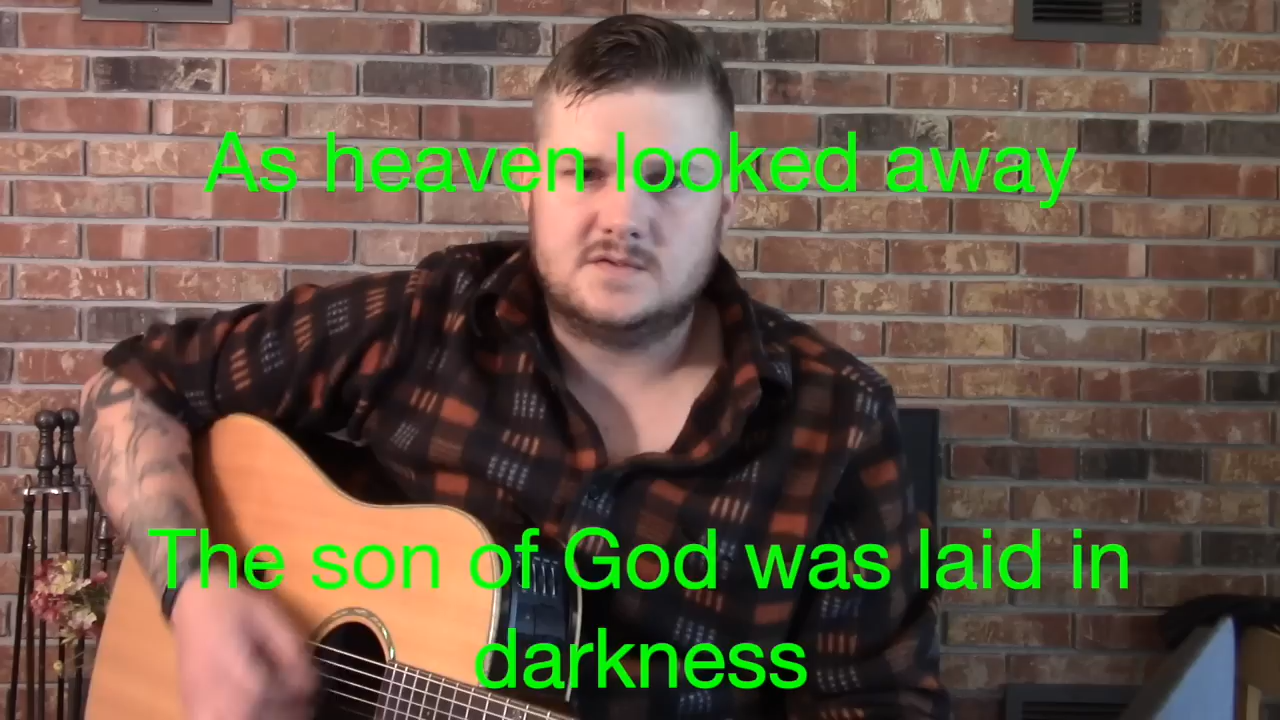 As heaven looked away
The son of God was laid in
darkness